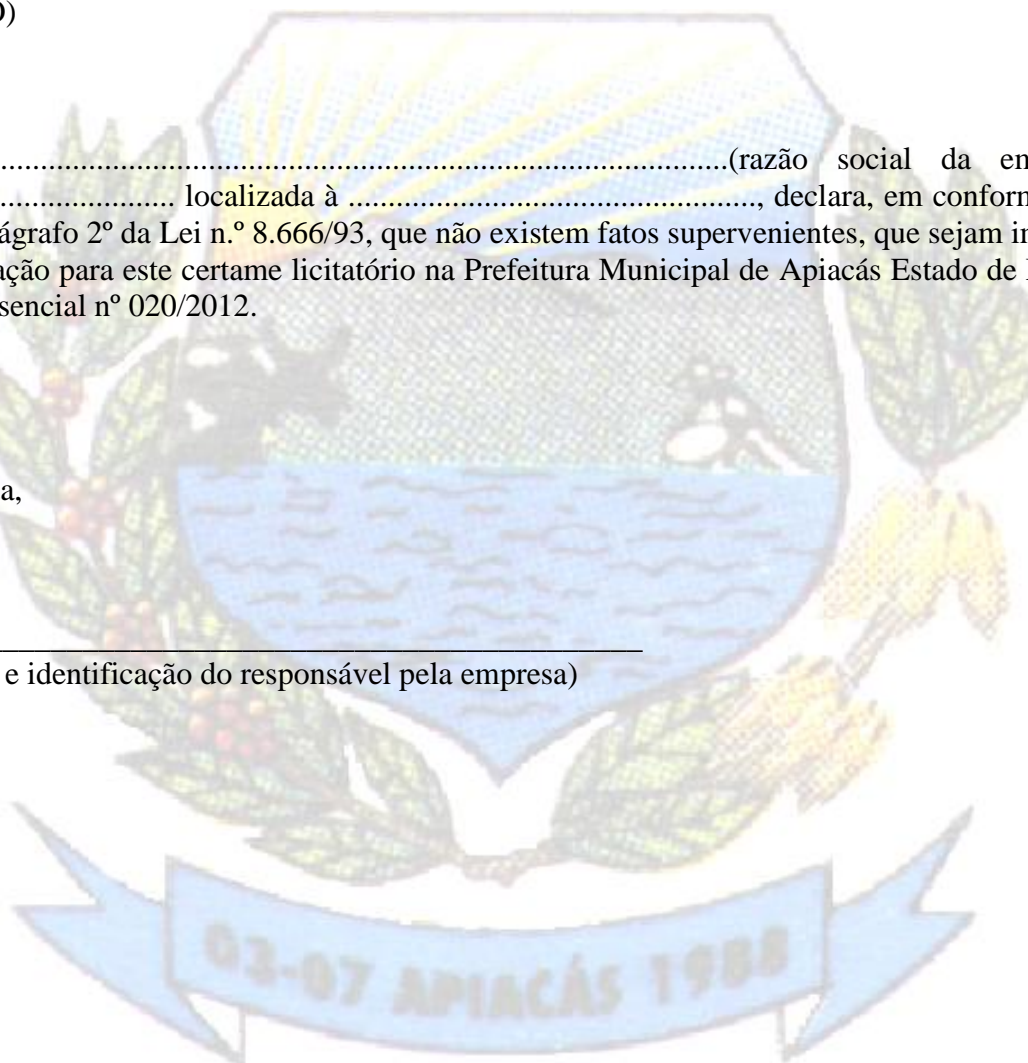 O)
....................................................................................(razão social da en
..................... localizada à ................................................., declara, em conforn
ágrafo 2º da Lei n.º 8.666/93, que não existem fatos supervenientes, que sejam in
ação para este certame licitatório na Prefeitura Municipal de Apiacás Estado de
sencial nº 020/2012.
a,
________________________________________
e identificação do responsável pela empresa)
03-07 APIACÁS 1988